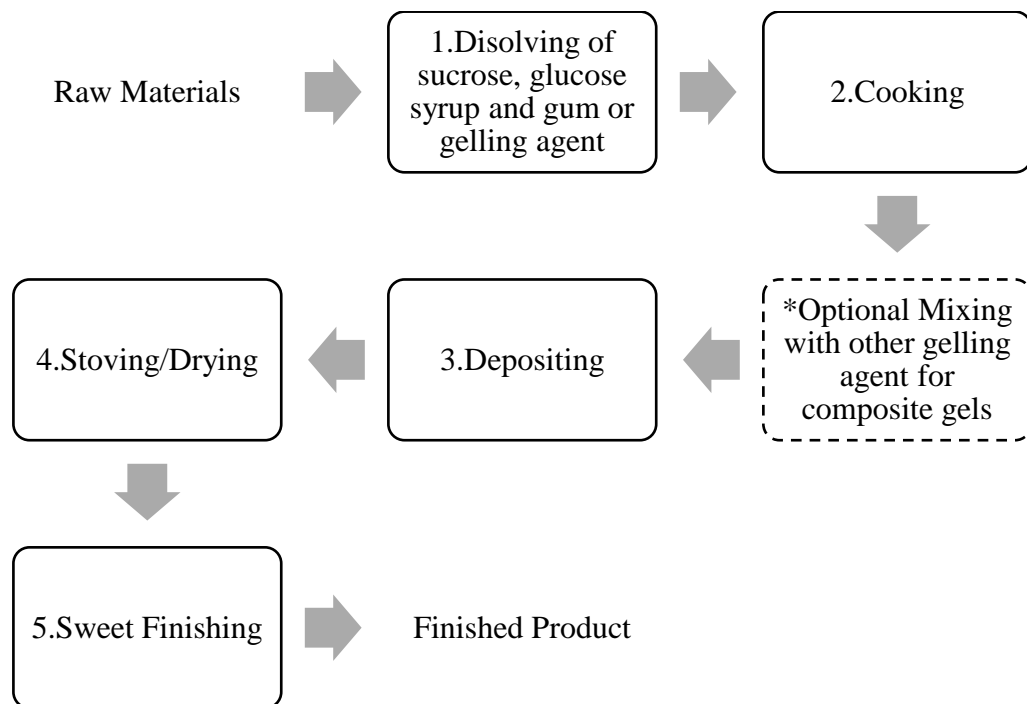 Raw Materials
1.Disolving of
sucrose, glucose
syrup and gum or
gelling agent
2.Cooking
*Optional Mixing
with other gelling
agent for
composite gels
3.Depositing
4.Stoving/Drying
5.Sweet Finishing
Finished Product